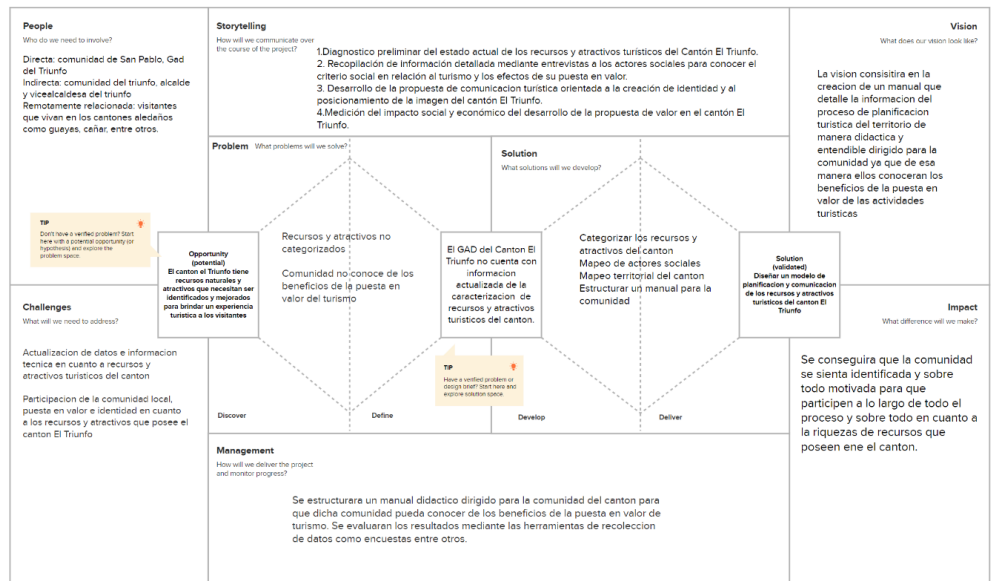 People
Who do we need to involve?
Directa: comunidad de San Pablo, Gad
del Triunfo
Indirecta: comunidad del triunfo, alcalde
y vicealcaldesa del triunfo
Remotamente relacionada: visitantes
que vivan en los cantones aledaños
como guayas, cañar, entre otros.
Storytelling
How will we communicate over
the course of the project?
1.Diagnostico preliminar del estado actual de los recursos y atractivos turísticos del Cantón El Triunfo.
2. Recopilación de información detallada mediante entrevistas a los actores sociales para conocer el
criterio social en relación al turismo y los efectos de su puesta en valor.
3. Desarrollo de la propuesta de comunicacion turística orientada a la creación de identidad y al
posicionamiento de la imagen del cantón El Triunfo.
4.Medición del impacto social y económico del desarrollo de la propuesta de valor en el cantón El
Triunfo.
Vision
What does our vision look like?
La vision consisitira en la
creacion de un manual que
detalle la informacion del
proceso de planificacion
turistica del territorio de
manera didactica y
entendible dirigido para la
comunidad ya que de esa
manera ellos conoceran los
beneficios de la puesta en
valor de las actividades
turisticas
Problem What problems will we solve?
Solution
What solutions will we develop?
TIP
Don't have a verified problem? Start
here with a potential opportunity (or
hypothesis) and explore the
problem space.
Opportunity
(potential)
El canton el Triunfo tiene
recursos naturales y
atractivos que necesitan ser
identificados y mejorados
para brindar un experiencia
turistica a los visitantes
Recursos y atractivos no
categorizados
Comunidad no conoce de los
beneficios de la puesta en
valor del turismo
El GAD del Canton El
Triunfo no cuenta con
informacion
actualizada de la
caracterizacion de
recursos y atractivos
turisticos del canton.
Categorizar los recursos y
atractivos del canton
Mapeo de actores sociales
Mapeo territorial del canton
Estructurar un manual para la
comunidad
Solution
(validated)
Diseñar un modelo de
planificacion y comunicacion
de los recursos y atractivos
turisticos del canton El
Triunfo
TIP
Have a verified problem or
design brief? Start here and
explore solution space.
Discover
Define
Develop
Deliver
Challenges
What will we need to address?
Actualizacion de datos e informacion
tecnica en cuanto a recursos y
atractivos turisticos del canton
Participacion de la comunidad local,
puesta en valor e identidad en cuanto
a los recursos y atractivos que posee el
canton El Triunfo
Management
How will we deliver the project
and monitor progress?
Se estructurara un manual didactico dirigido para la comunidad del canton para
que dicha comunidad pueda conocer de los beneficios de la puesta en valor de
turismo. Se evaluaran los resultados mediante las herramientas de recoleccion
de datos como encuestas entre otros.
Impact
What difference will we make?
Se conseguira que la comunidad
se sienta identificada y sobre
todo motivada para que
participen a lo largo de todo el
proceso y sobre todo en cuanto a
la riquezas de recursos que
poseen ene el canton.